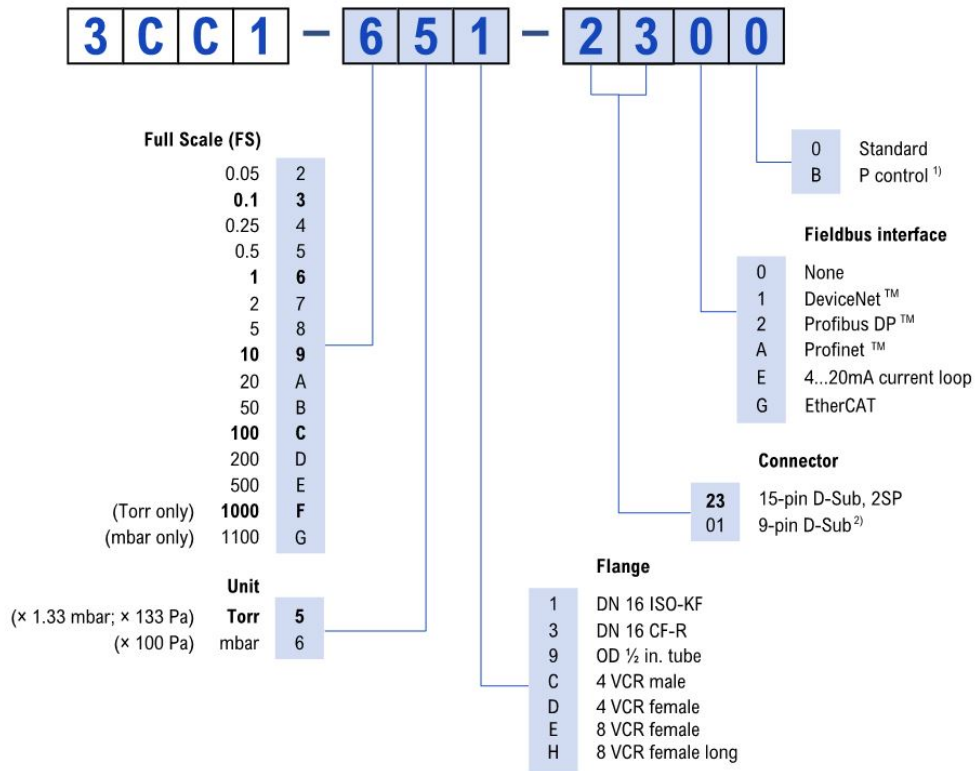 3CC1-651-2300
Full Scale (FS)
0.05 2
0.1 3
0.25 4
0.5 5
1 6
2 7
5 8
10 9
20 A
50 B
100 C
200 D
500 E
(Torr only) 1000 F
(mbar only) 1100 G
Unit
(× 1.33 mbar; × 133 Pa) Torr 5
(× 100 Pa) mbar 6
0 Standard
B P control 1)
Fieldbus interface
0 None
1 DeviceNet ™
2 Profibus DP ™
A Profinet ™
E 4...20mA current loop
G EtherCAT
Connector
23 15-pin D-Sub, 2SP
01 9-pin D-Sub 2)
Flange
1 DN 16 ISO-KF
3 DN 16 CF-R
9 OD ½ in. tube
C 4 VCR male
D 4 VCR female
E 8 VCR female
H 8 VCR female long